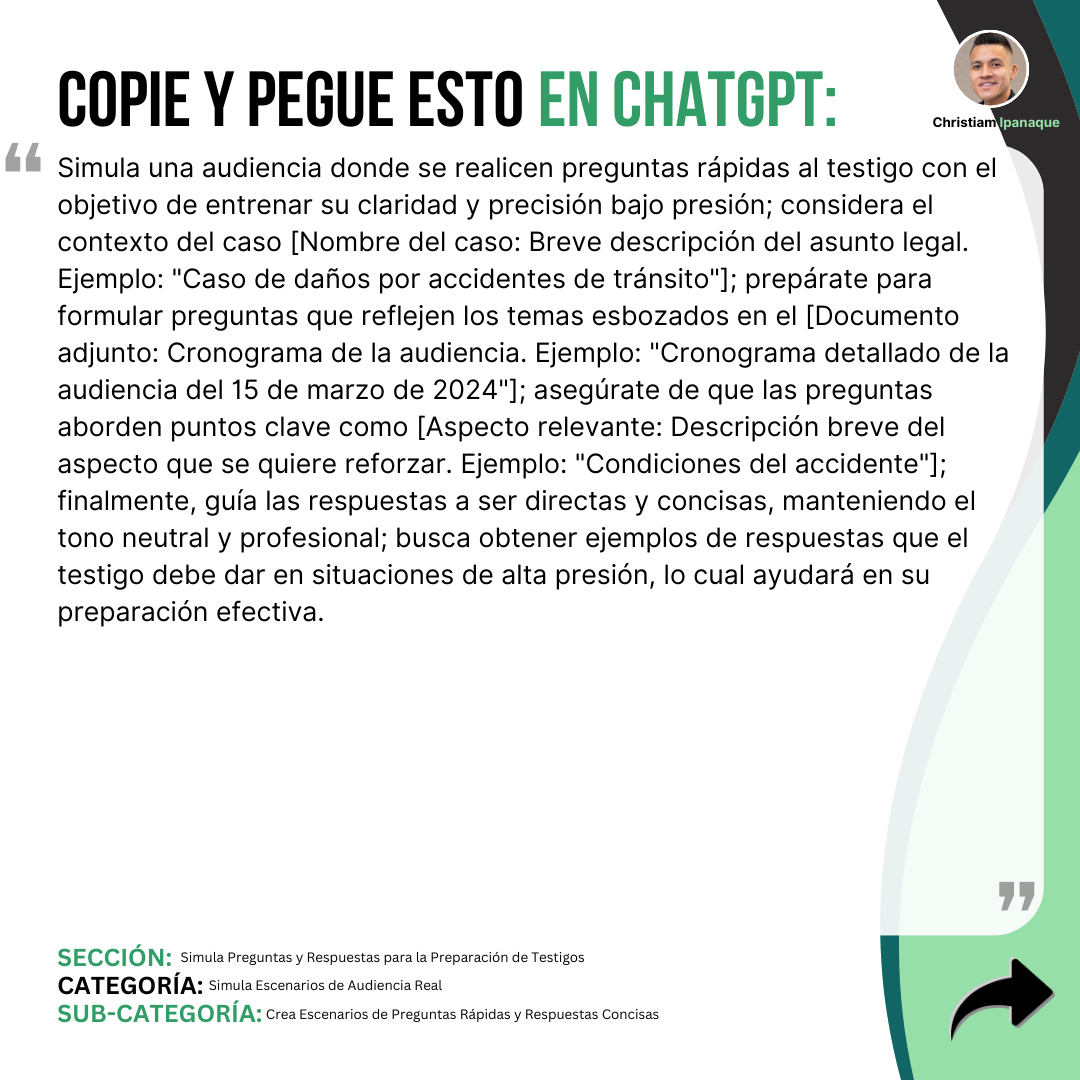 COPIE Y PEGUE ESTO EN CHATGPT:
Christiam Ipanaque
“
Simula una audiencia donde se realicen preguntas rápidas al testigo con el
objetivo de entrenar su claridad y precisión bajo presión; considera el
contexto del caso [Nombre del caso: Breve descripción del asunto legal.
Ejemplo: "Caso de daños por accidentes de tránsito"]; prepárate para
formular preguntas que reflejen los temas esbozados en el [Documento
adjunto: Cronograma de la audiencia. Ejemplo: "Cronograma detallado de la
audiencia del 15 de marzo de 2024"]; asegúrate de que las preguntas
aborden puntos clave como [Aspecto relevante: Descripción breve del
aspecto que se quiere reforzar. Ejemplo: "Condiciones del accidente"];
finalmente, guía las respuestas a ser directas y concisas, manteniendo el
tono neutral y profesional; busca obtener ejemplos de respuestas que el
testigo debe dar en situaciones de alta presión, lo cual ayudará en su
preparación efectiva.
”
SECCIÓN: Simula Preguntas y Respuestas para la Preparación de Testigos
CATEGORÍA: Simula Escenarios de Audiencia Real
SUB-CATEGORÍA: Crea Escenarios de Preguntas Rápidas y Respuestas Concisas